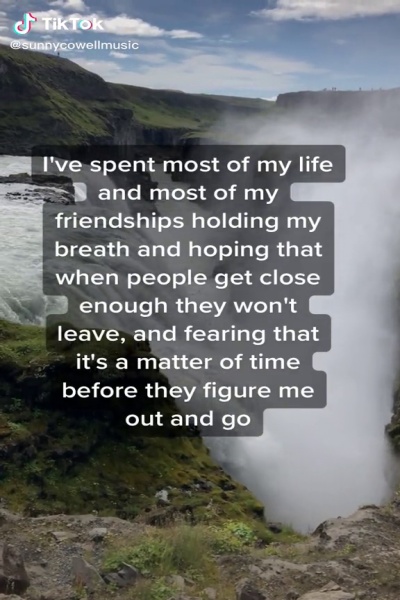 TikTok
@sunnycowellmusic
I've spent most of my life
and most of my
friendships holding my
breath and hoping that
when people get close
enough they won't
leave, and fearing that
it's a matter of time
before they figure me
out and go